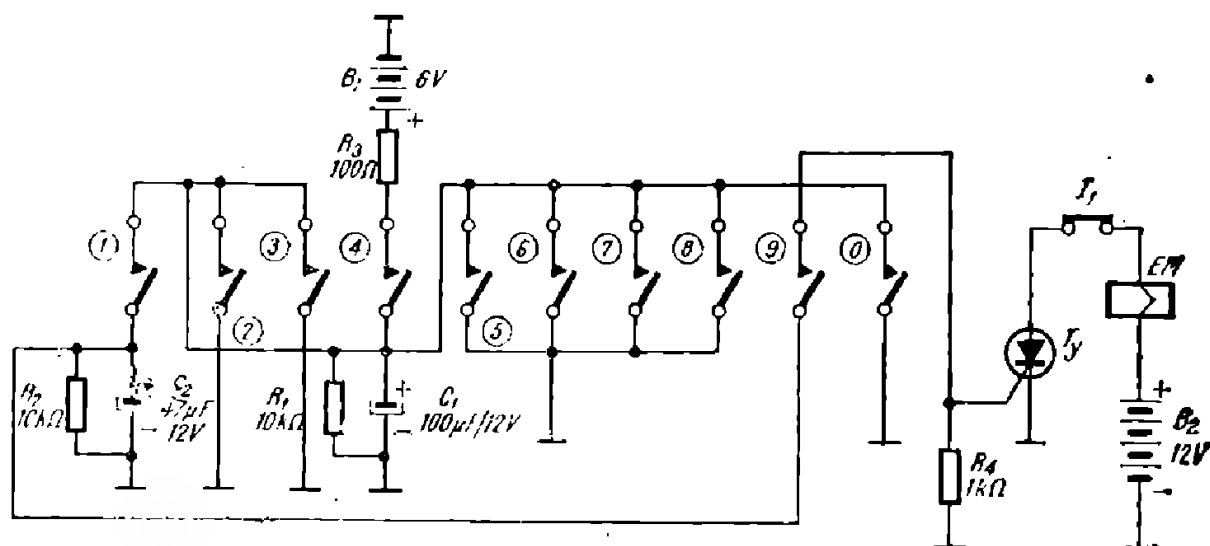 B₁ 6V
+
R₃
100Ω
①
③
④
⑥
⑦
⑧
⑨
⓪
②
⑤
I₁
EM
Ty
R₂
10kΩ
C₂
47µF
12V
−
R₁
10kΩ
+
−
C₁
100µF/12V
R₄
1kΩ
+
B₂
12V
−